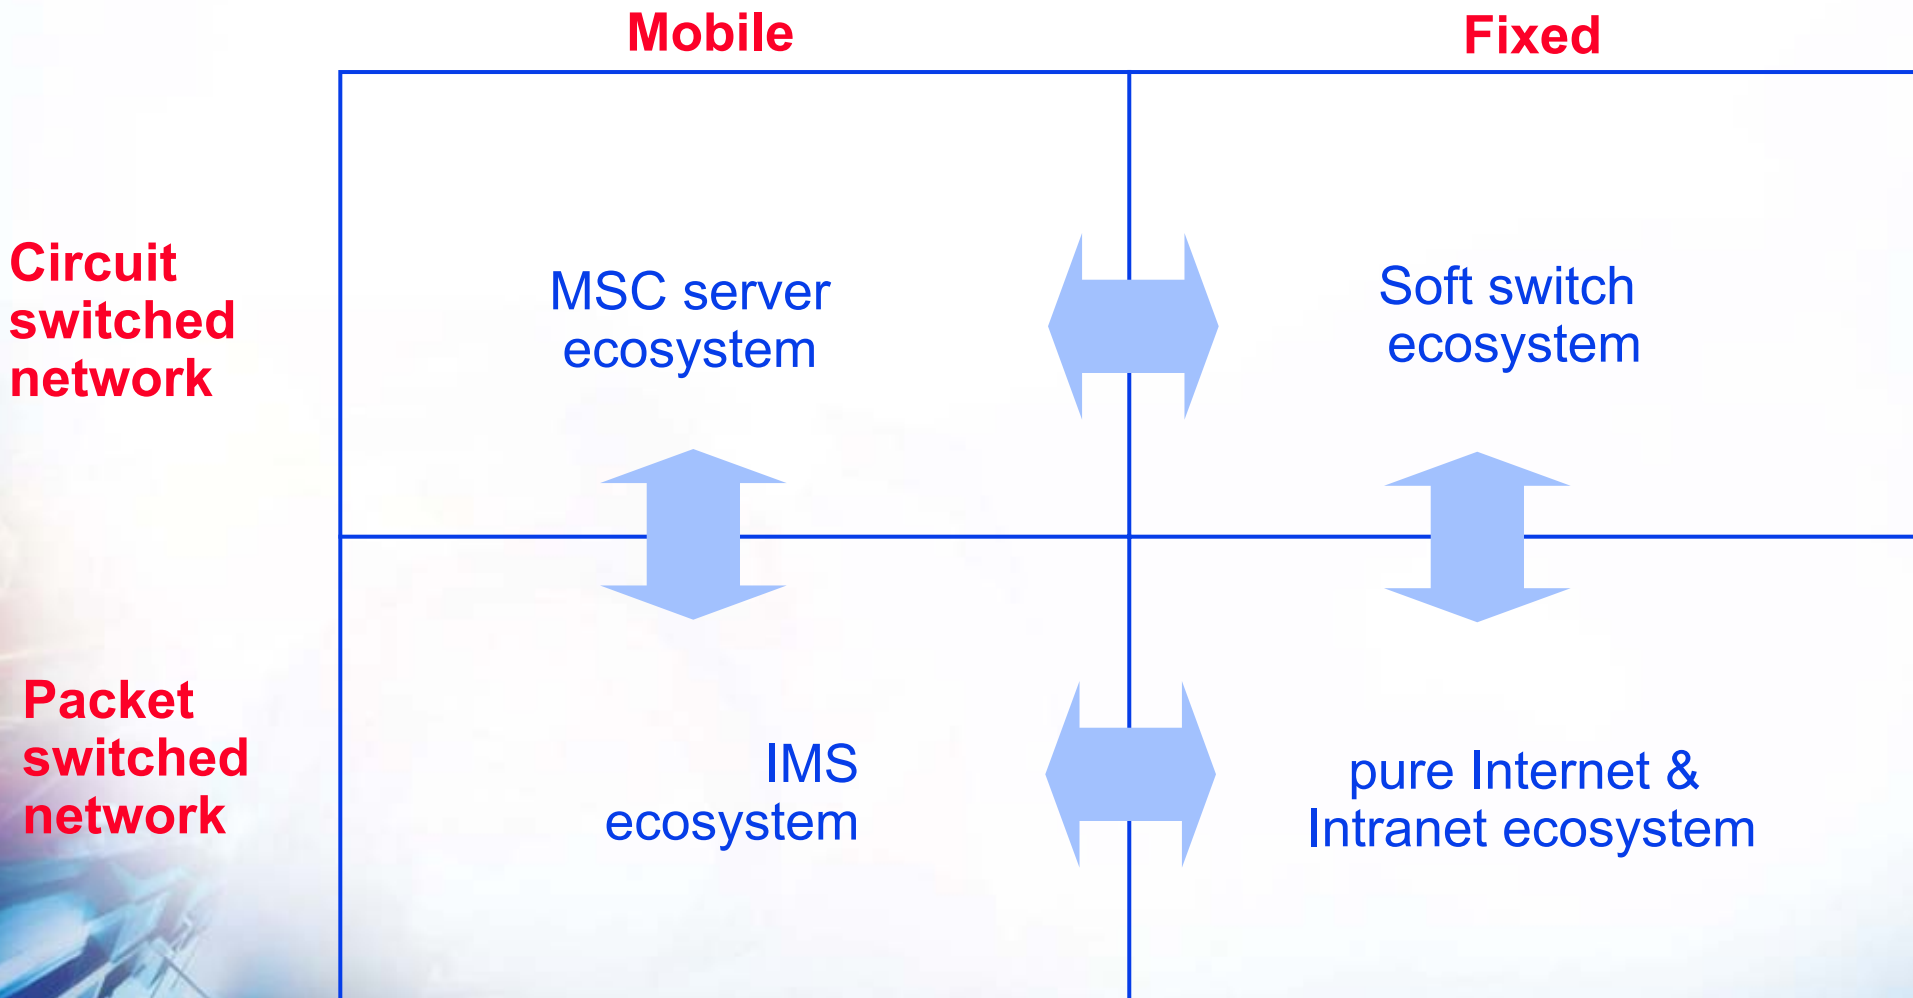 Mobile
Fixed
Circuit
switched
network
MSC server
ecosystem
Soft switch
ecosystem
Packet
switched
network
IMS
ecosystem
pure Internet &
Intranet ecosystem